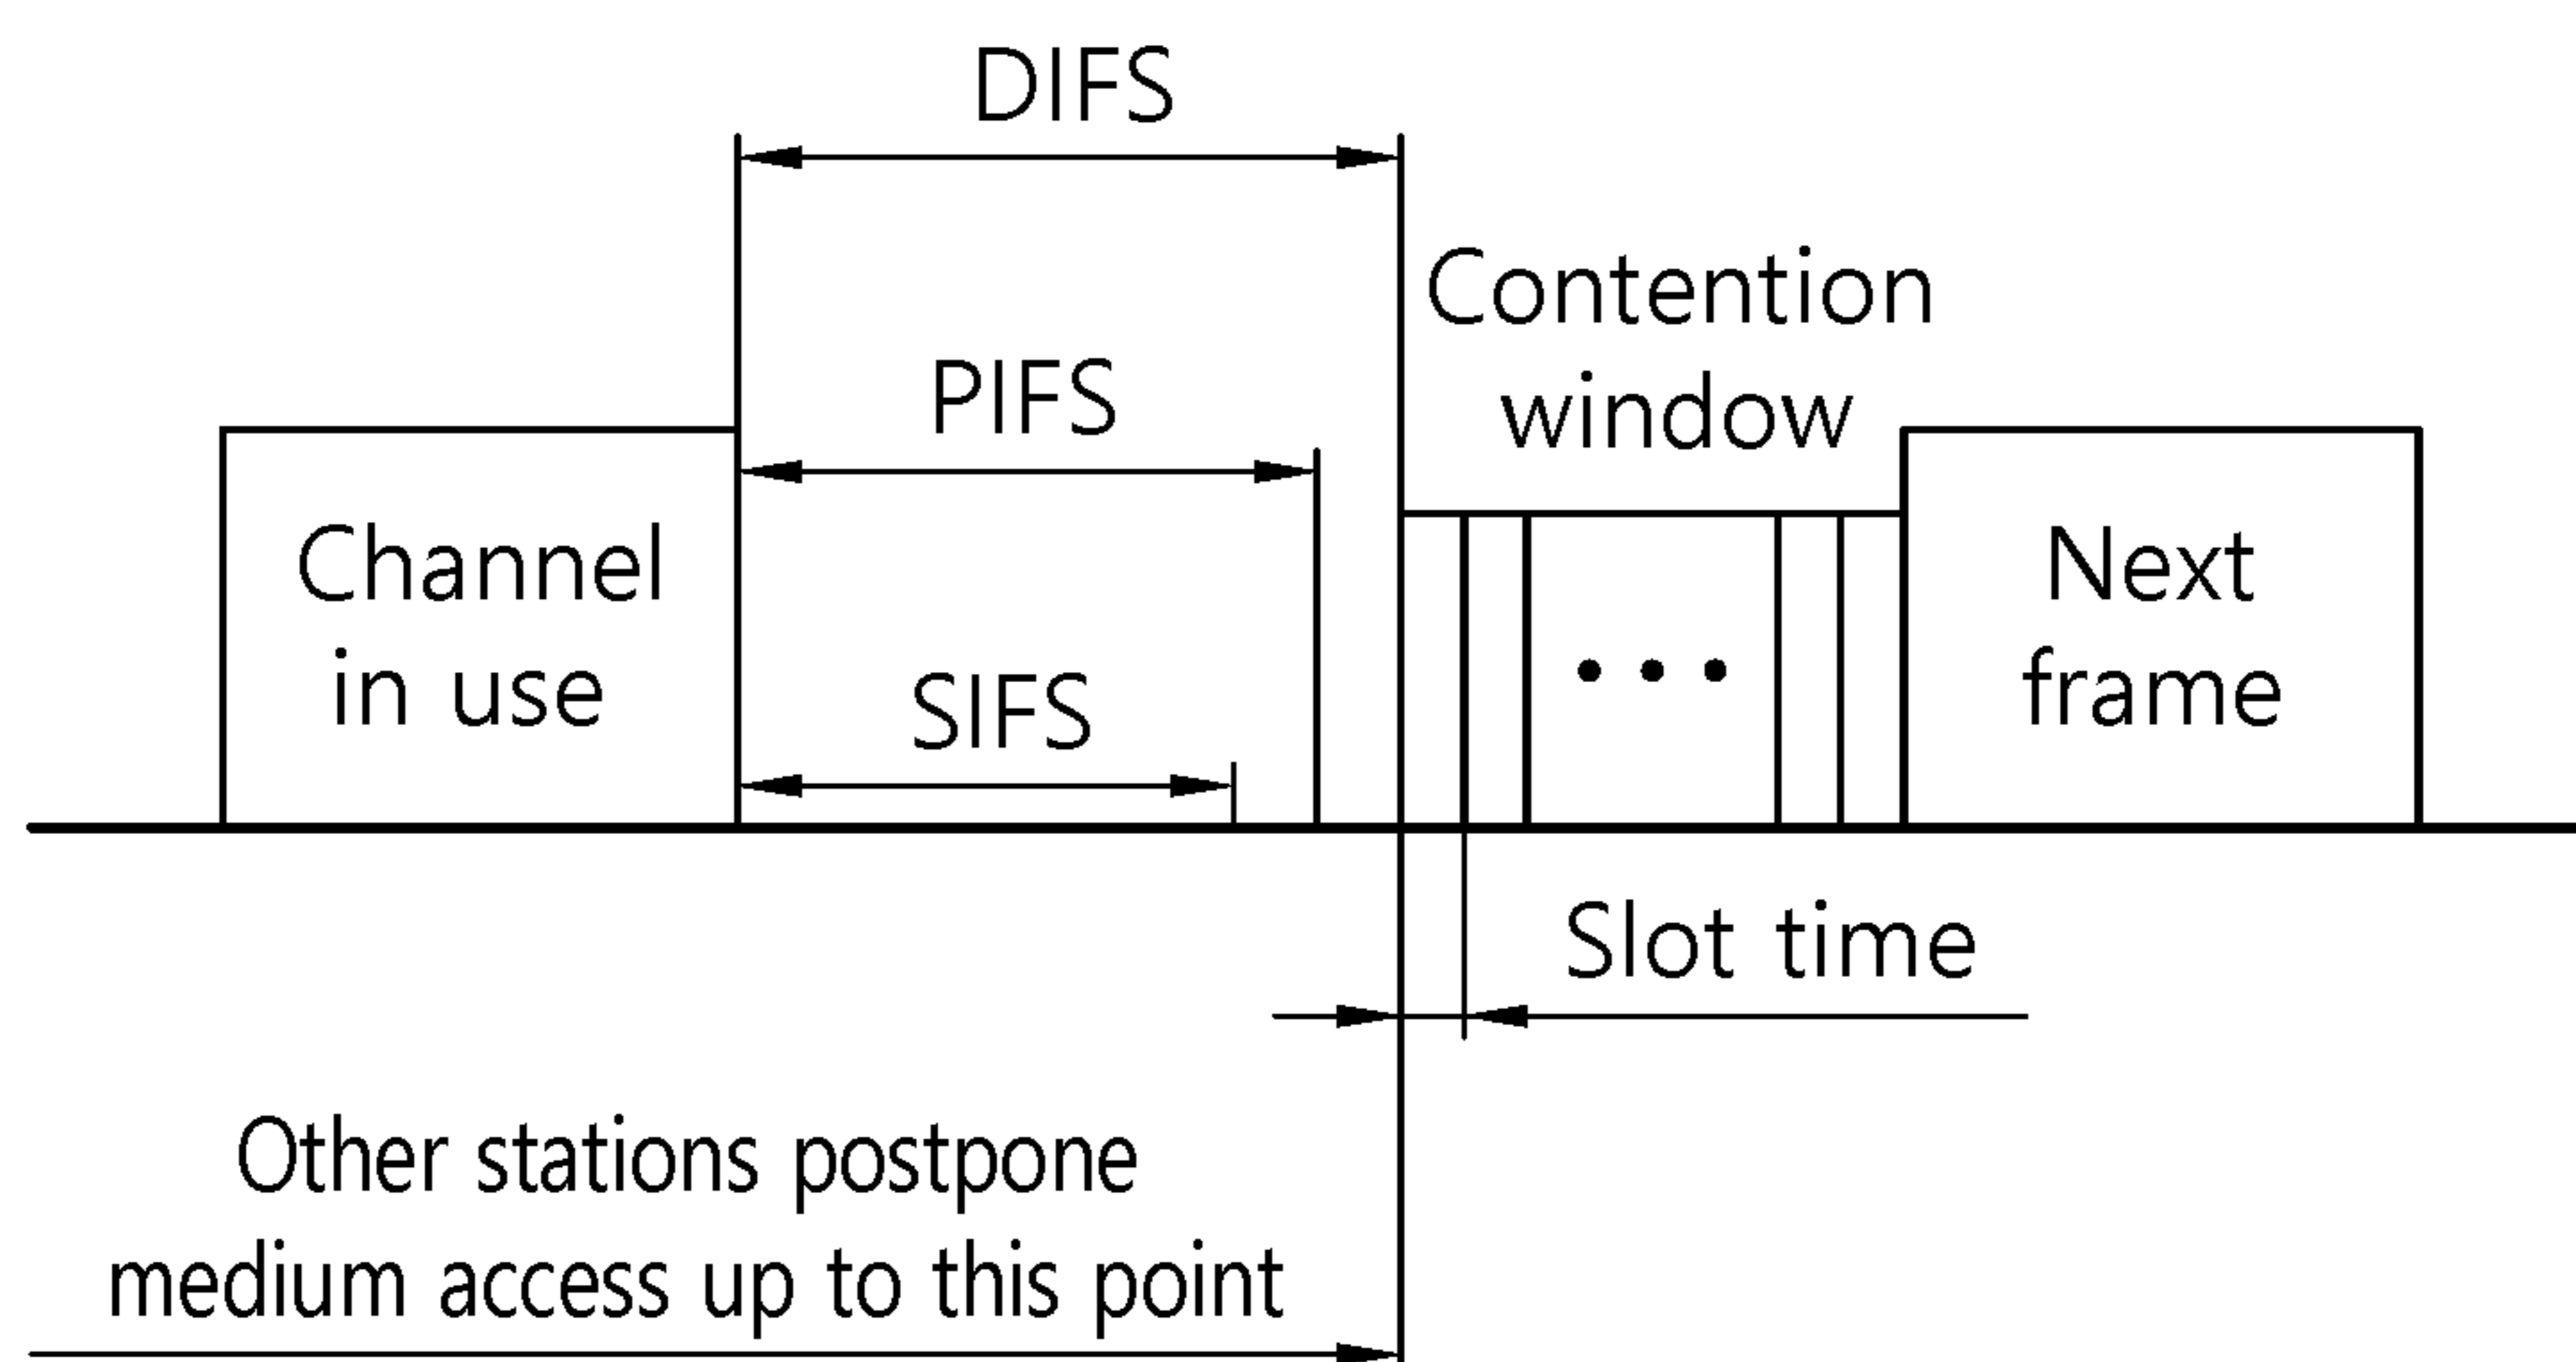 DIFS
Contention
window
PIFS
Channel
in use
SIFS
Next
frame
Slot time
Other stations postpone
medium access up to this point